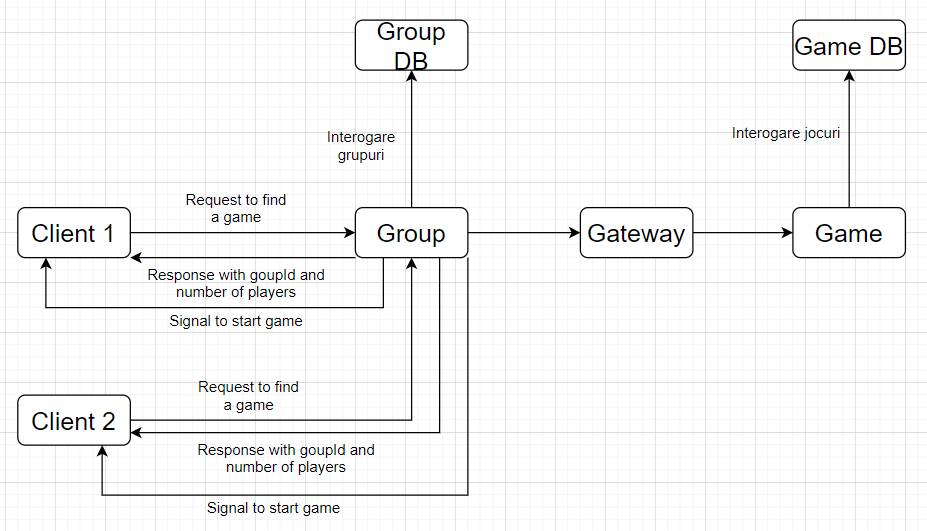 Group
DB
Game DB
Interogare
grupuri
Interogare jocuri
Request to find
a game
Client 1
Group
Gateway
Game
Response with goupId and
number of players
Signal to start game
Request to find
a game
Client 2
Response with goupId and
number of players
Signal to start game